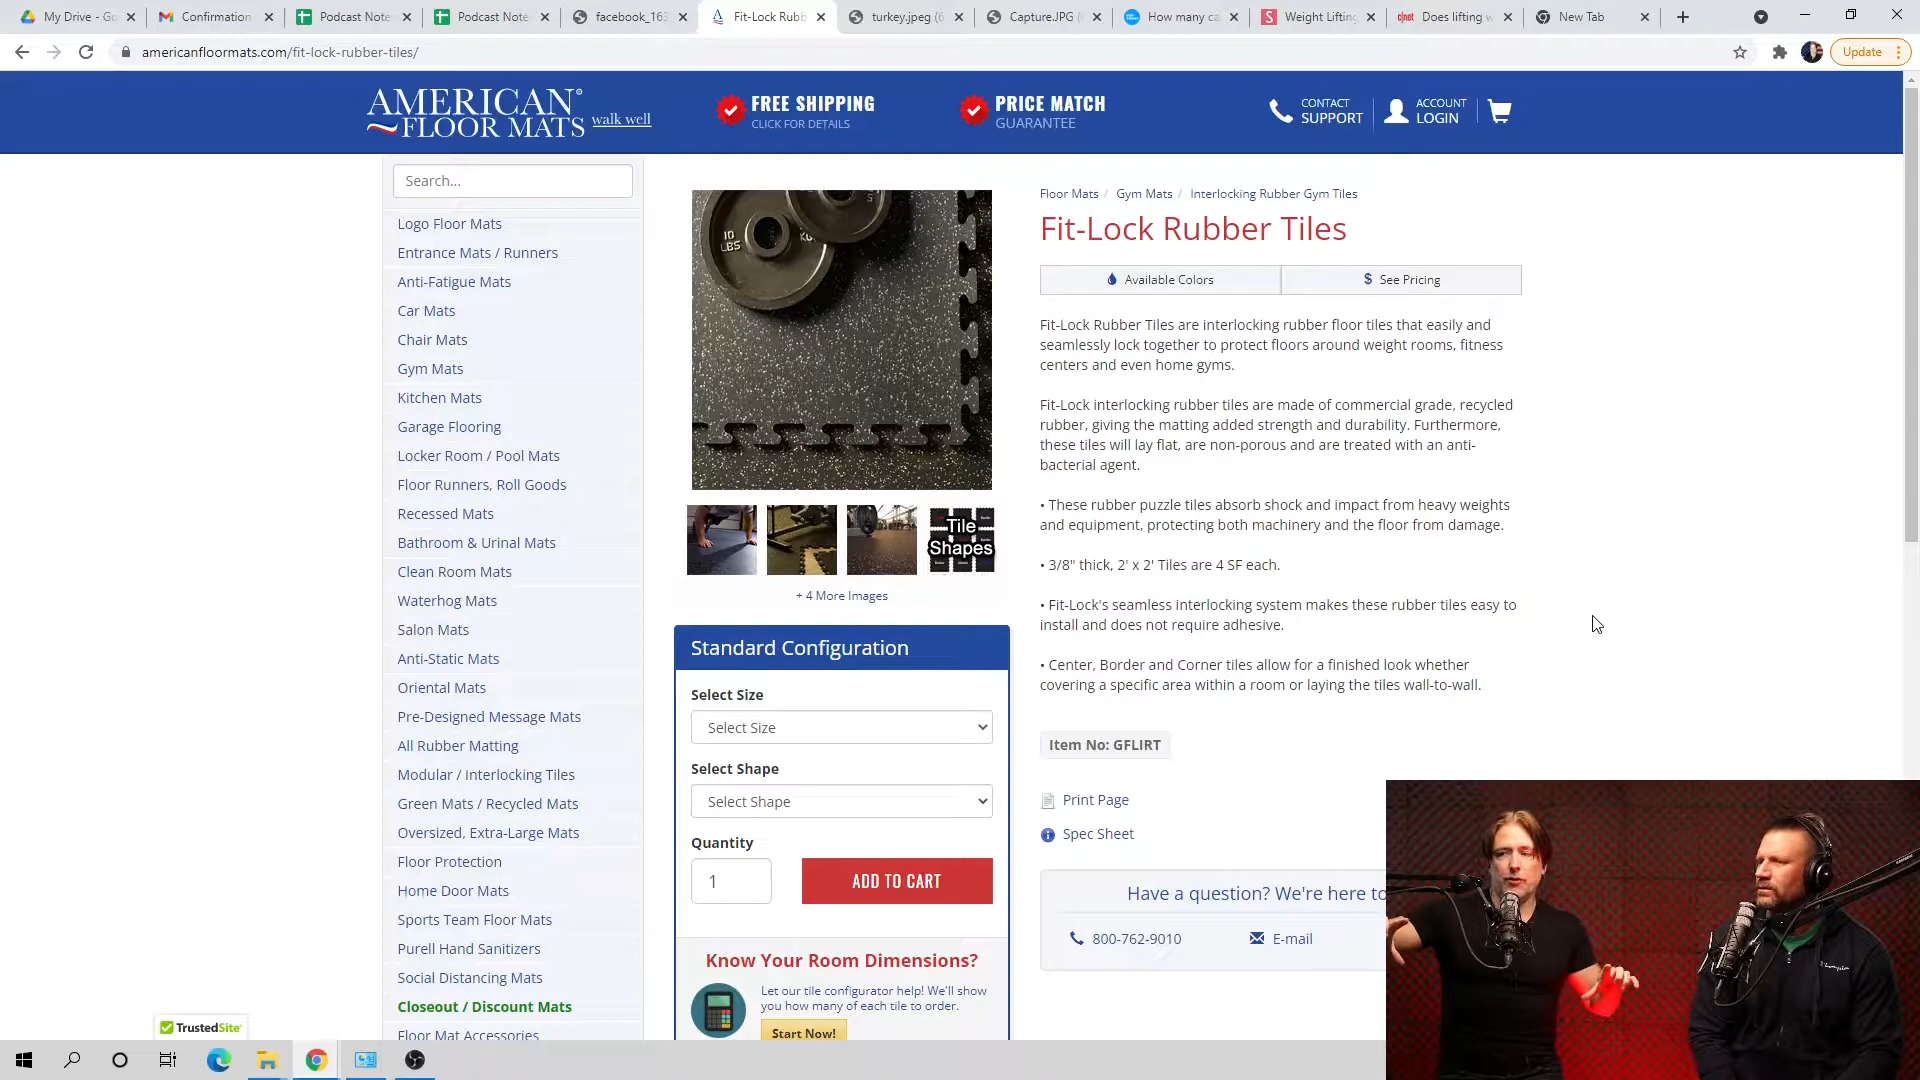 My Drive - Go
Confirmation
Podcast Note
Podcast Note
facebook_163
Fit-Lock Rubb
turkey.jpeg (6
Capture.JPG (
How many ca
Weight Lifting
Does lifting w
New Tab
americanfloormats.com/fit-lock-rubber-tiles/
Update
AMERICAN
FLOOR MATS
walk well
FREE SHIPPING
CLICK FOR DETAILS
PRICE MATCH
GUARANTEE
CONTACT
SUPPORT
ACCOUNT
LOGIN
Search...
Logo Floor Mats
Entrance Mats / Runners
Anti-Fatigue Mats
Car Mats
Chair Mats
Gym Mats
Kitchen Mats
Garage Flooring
Locker Room / Pool Mats
Floor Runners, Roll Goods
Recessed Mats
Bathroom & Urinal Mats
Clean Room Mats
Waterhog Mats
Salon Mats
Anti-Static Mats
Oriental Mats
Pre-Designed Message Mats
All Rubber Matting
Modular / Interlocking Tiles
Green Mats / Recycled Mats
Oversized, Extra-Large Mats
Floor Protection
Home Door Mats
Sports Team Floor Mats
Purell Hand Sanitizers
Social Distancing Mats
Closeout / Discount Mats
Floor Mat Accessories
TrustedSite
10
LBS
Tile
Shapes
+ 4 More Images
Standard Configuration
Select Size
Select Size
Select Shape
Select Shape
Quantity
1
ADD TO CART
Know Your Room Dimensions?
Let our tile configurator help! We'll show
you how many of each tile to order.
Start Now!
Floor Mats / Gym Mats / Interlocking Rubber Gym Tiles
Fit-Lock Rubber Tiles
Available Colors
$ See Pricing
Fit-Lock Rubber Tiles are interlocking rubber floor tiles that easily and
seamlessly lock together to protect floors around weight rooms, fitness
centers and even home gyms.
Fit-Lock interlocking rubber tiles are made of commercial grade, recycled
rubber, giving the matting added strength and durability. Furthermore,
these tiles will lay flat, are non-porous and are treated with an anti-
bacterial agent.
• These rubber puzzle tiles absorb shock and impact from heavy weights
and equipment, protecting both machinery and the floor from damage.
• 3/8" thick, 2' x 2' Tiles are 4 SF each.
• Fit-Lock's seamless interlocking system makes these rubber tiles easy to
install and does not require adhesive.
• Center, Border and Corner tiles allow for a finished look whether
covering a specific area within a room or laying the tiles wall-to-wall.
Item No: GFLIRT
Print Page
Spec Sheet
Have a question? We're here to
800-762-9010
E-mail
Champion